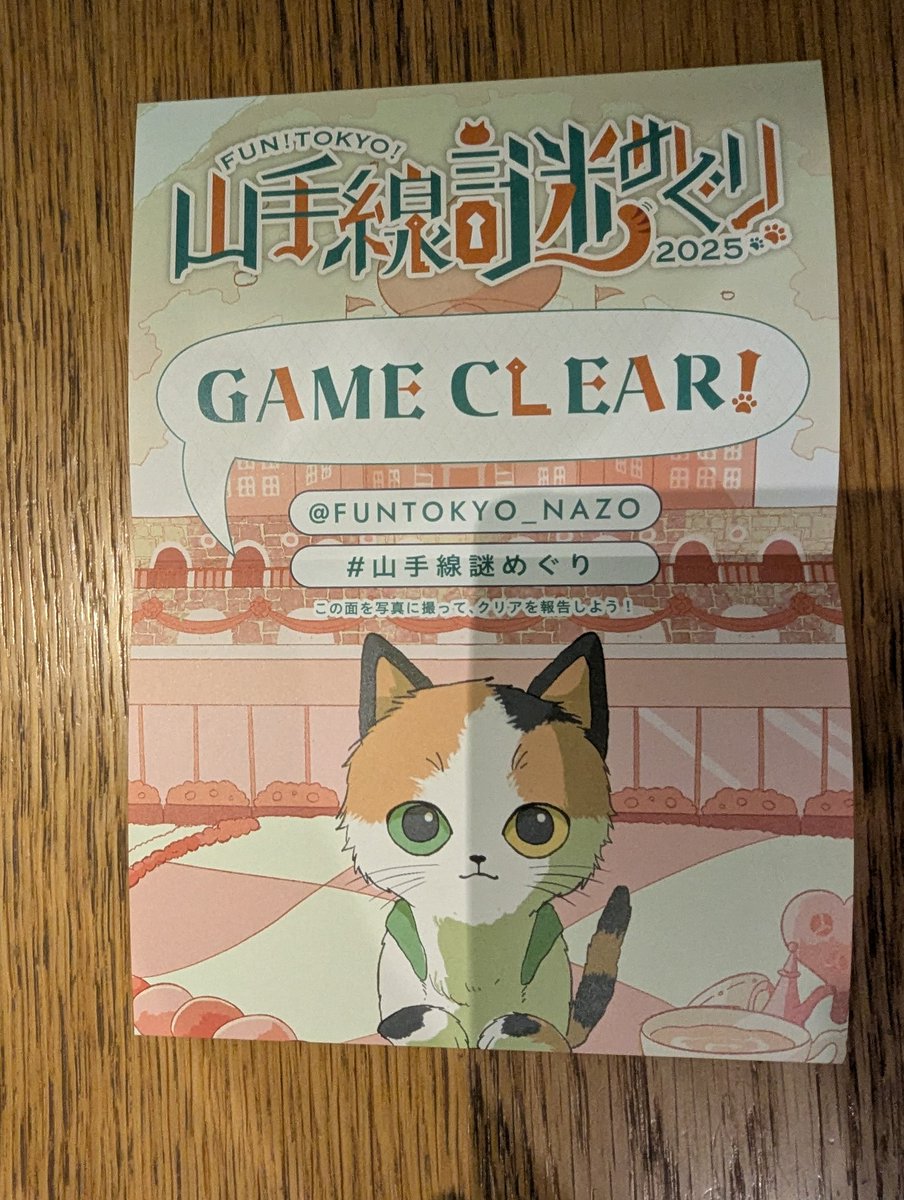 FUN!TOKYO!
山手線謎めぐり
2025
GAME CLEAR!
@FUNTOKYO_NAZO
#山手線謎めぐり
この面を写真に撮って、クリアを報告しよう!